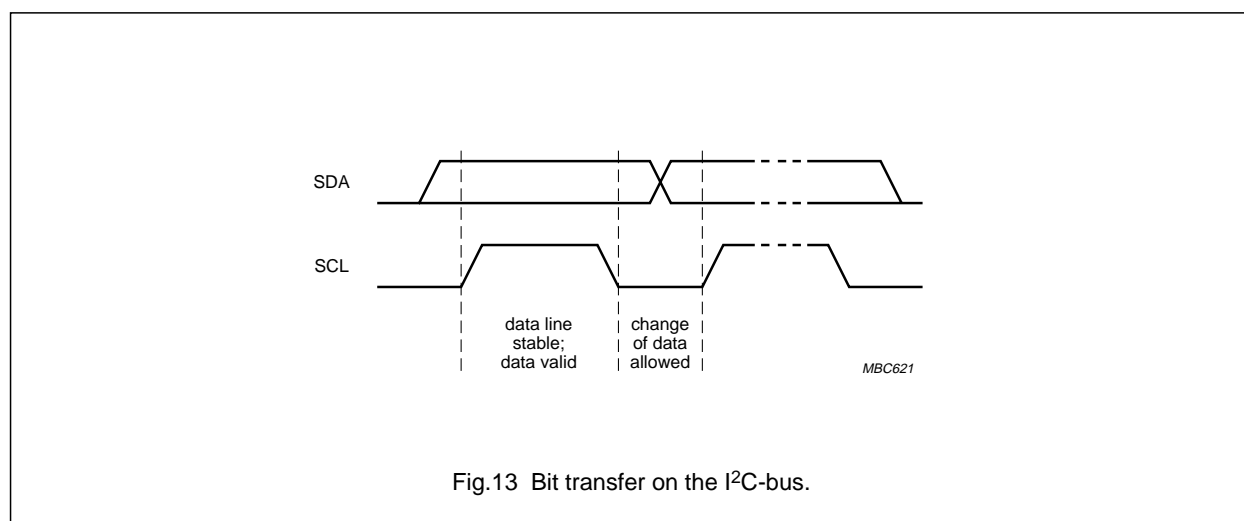 SDA
SCL
data line
stable;
data valid
change
of data
allowed
MBC621
Fig.13 Bit transfer on the I²C-bus.